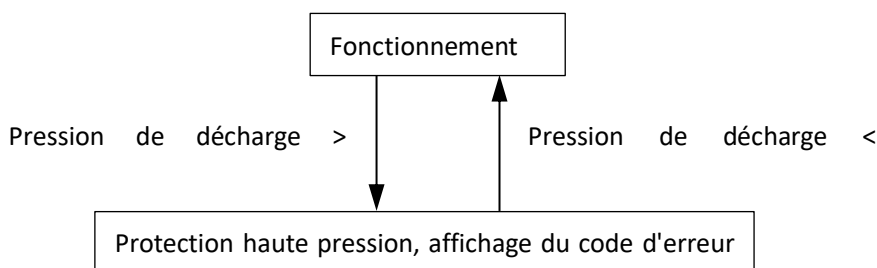 Fonctionnement
Pression de décharge >
Pression de décharge <
Protection haute pression, affichage du code d'erreur